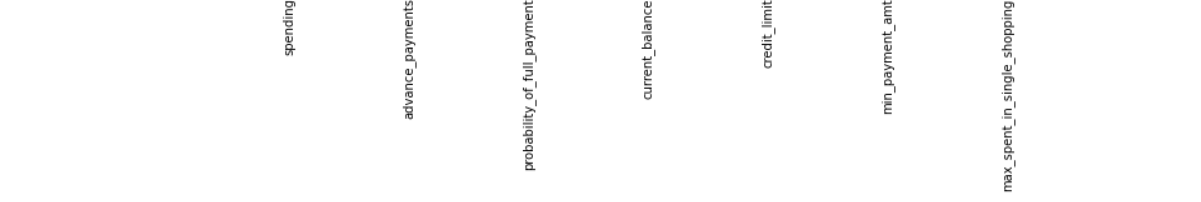 spending
advance_payments
probability_of_full_payment
current_balance
credit_limit
min_payment_amt
max_spent_in_single_shopping